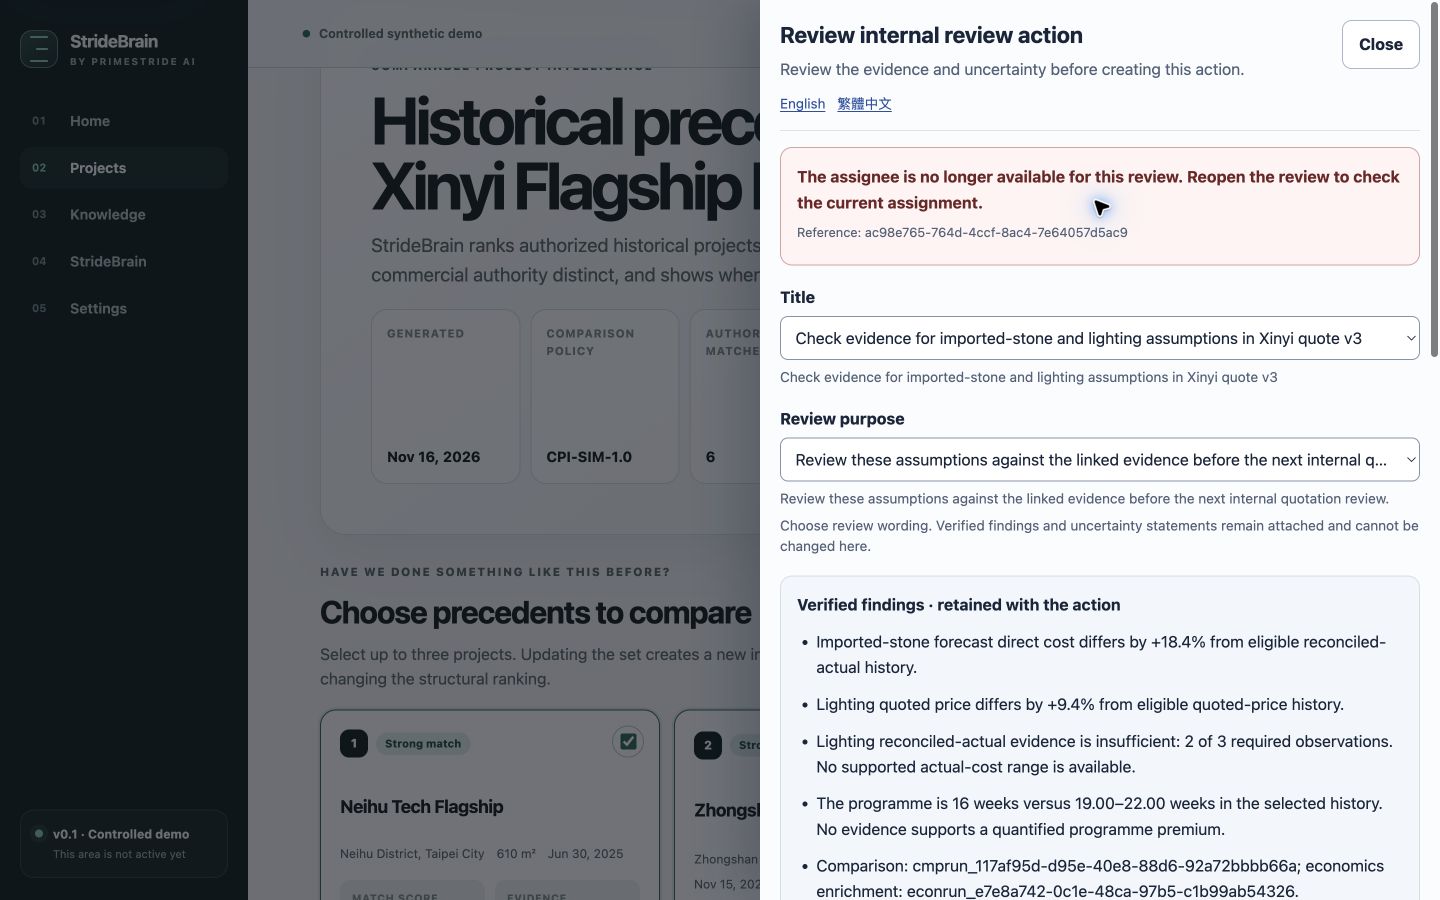 StrideBrain
BY PRIMESTRIDE AI
01 Home
02 Projects
03 Knowledge
04 StrideBrain
05 Settings
v0.1 · Controlled demo
This area is not active yet
Controlled synthetic demo
COMPARABLE PROJECT INTELLIGENCE
Historical prec
Xinyi Flagship
StrideBrain ranks authorized historical projects
commercial authority distinct, and shows wher
GENERATED
Nov 16, 2026
COMPARISON
POLICY
CPI-SIM-1.0
AUTHOR
MATCHE
6
HAVE WE DONE SOMETHING LIKE THIS BEFORE?
Choose precedents to compare
Select up to three projects. Updating the set creates a new i
changing the structural ranking.
1 Strong match
Neihu Tech Flagship
Neihu District, Taipei City 610 m² Jun 30, 2025
MATCH SCORE EVIDENCE
2 Stro
Zhongsh
Zhongshan
Nov 15, 202
Review internal review action
Close
Review the evidence and uncertainty before creating this action.
English 繁體中文
The assignee is no longer available for this review. Reopen the review to check
the current assignment.
Reference: ac98e765-764d-4ccf-8ac4-7e64057d5ac9
Title
Check evidence for imported-stone and lighting assumptions in Xinyi quote v3
Check evidence for imported-stone and lighting assumptions in Xinyi quote v3
Review purpose
Review these assumptions against the linked evidence before the next internal q...
Review these assumptions against the linked evidence before the next internal quotation review.
Choose review wording. Verified findings and uncertainty statements remain attached and cannot be
changed here.
Verified findings · retained with the action
• Imported-stone forecast direct cost differs by +18.4% from eligible reconciled-
actual history.
• Lighting quoted price differs by +9.4% from eligible quoted-price history.
• Lighting reconciled-actual evidence is insufficient: 2 of 3 required observations.
No supported actual-cost range is available.
• The programme is 16 weeks versus 19.00–22.00 weeks in the selected history.
No evidence supports a quantified programme premium.
• Comparison: cmprun_117af95d-d95e-40e8-88d6-92a72bbbb66a; economics
enrichment: econrun_e7e8a742-0c1e-48ca-97b5-c1b99ab54326.